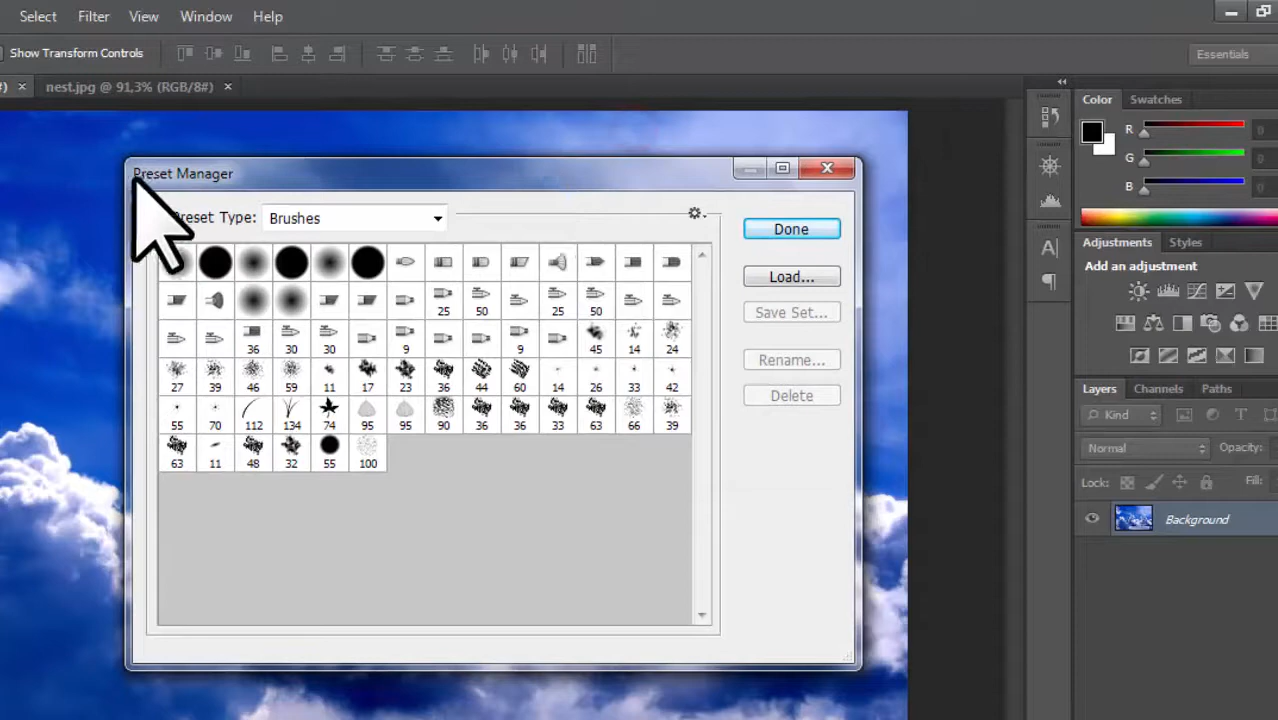 Select Filter View Window Help
Show Transform Controls
Essentials
#) × nest.jpg @ 91,3% (RGB/8#) ×
Color Swatches
R 0
G 0
B 0
Preset Manager
Preset Type: Brushes
Done
Load...
Save Set...
Rename...
Delete
25 50 25 50
36 30 30 9 9 45 14 24
27 39 46 59 11 17 23 36 44 60 14 26 33 42
55 70 112 134 74 95 95 90 36 36 33 63 66 39
63 11 48 32 55 100
Adjustments Styles
Add an adjustment
Layers Channels Paths
Kind
Normal Opacity:
Lock: Fill:
Background